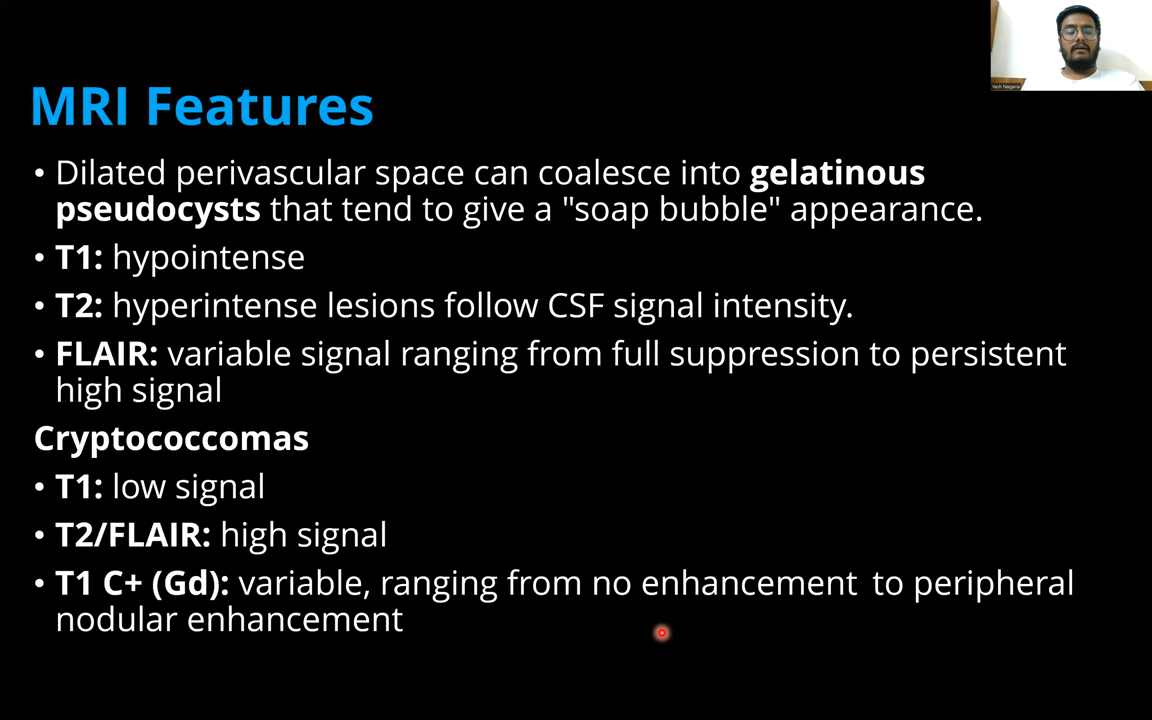 MRI Features
• Dilated perivascular space can coalesce into gelatinous
pseudocysts that tend to give a "soap bubble" appearance.
• T1: hypointense
• T2: hyperintense lesions follow CSF signal intensity.
• FLAIR: variable signal ranging from full suppression to persistent
high signal
Cryptococcomas
• T1: low signal
• T2/FLAIR: high signal
• T1 C+ (Gd): variable, ranging from no enhancement to peripheral
nodular enhancement